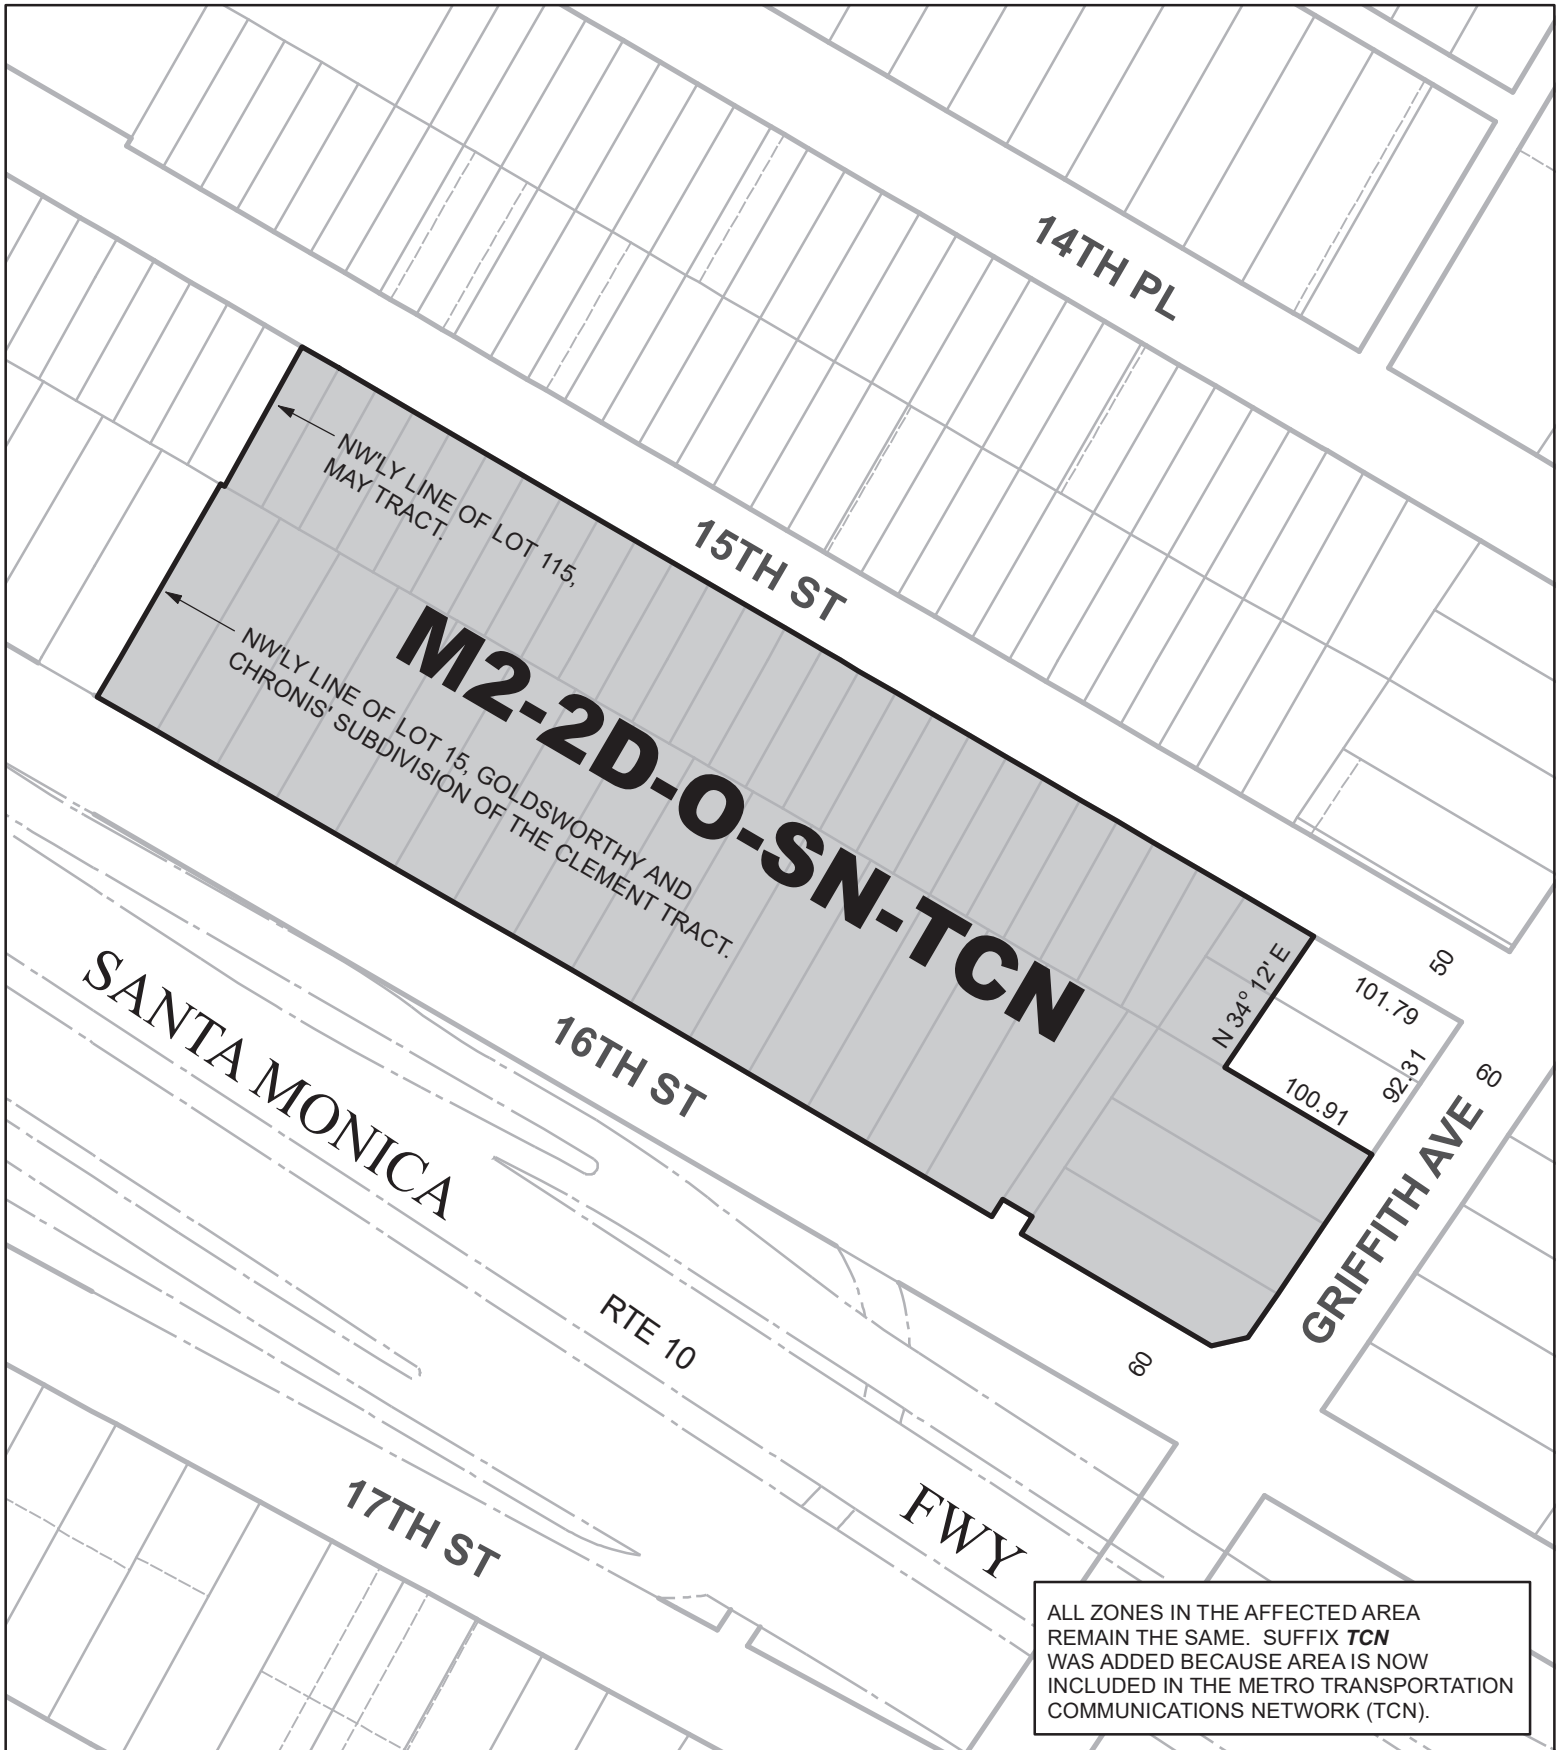 14TH PL
NW'LY LINE OF LOT 115,
MAY TRACT.
15TH ST
M2-2D-O-SN-TCN
NW'LY LINE OF LOT 15, GOLDSWORTHY AND
CHRONIS' SUBDIVISION OF THE CLEMENT TRACT.
N 34° 12' E
50
101.79
92.31
100.91
60
GRIFFITH AVE
SANTA MONICA
16TH ST
RTE 10
60
FWY
17TH ST
ALL ZONES IN THE AFFECTED AREA
REMAIN THE SAME. SUFFIX TCN
WAS ADDED BECAUSE AREA IS NOW
INCLUDED IN THE METRO TRANSPORTATION
COMMUNICATIONS NETWORK (TCN).